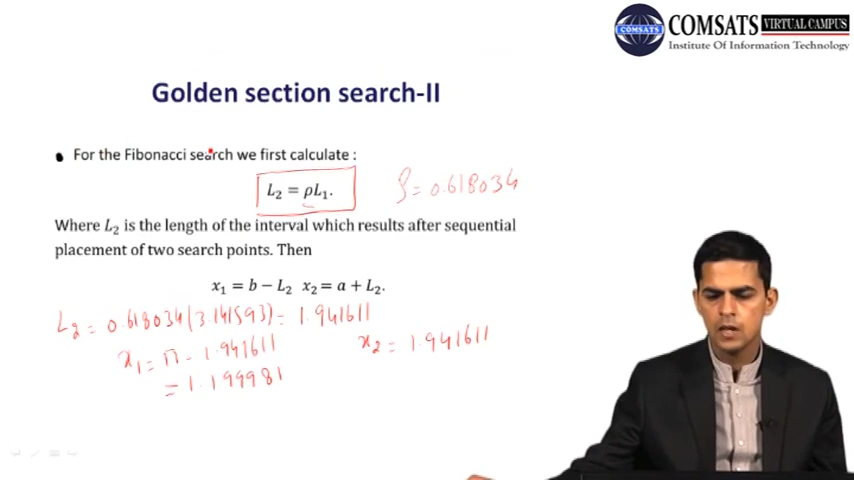 COMSATS
COMSATS VIRTUAL CAMPUS
Institute Of Information Technology
Golden section search-II
• For the Fibonacci search we first calculate :
L₂ = ρL₁.
ρ = 0.618034
Where L₂ is the length of the interval which results after sequential
placement of two search points. Then
x₁ = b − L₂ x₂ = a + L₂.
L₂ = 0.618034(3.141593) = 1.941611
x₁ = π − 1.941611
x₂ = 1.941611
= 1.199981